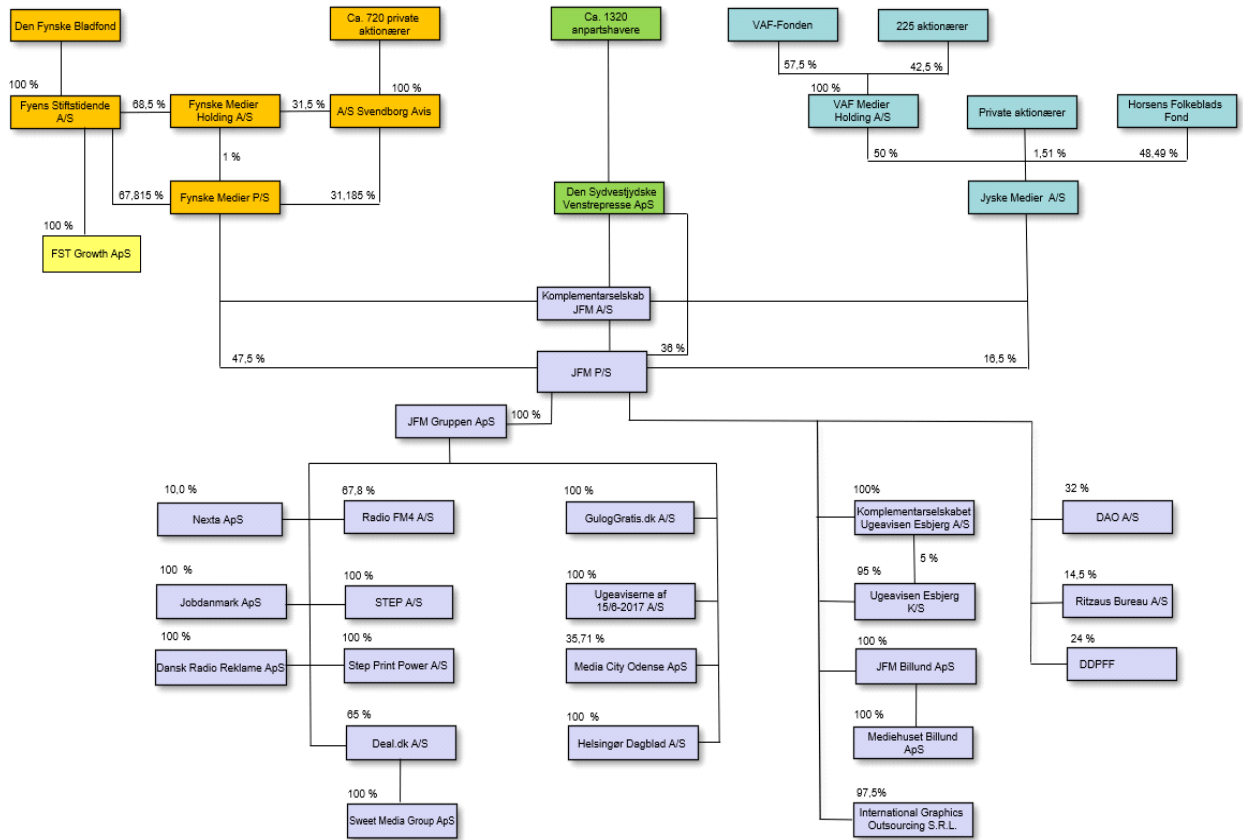 Den Fynske Bladfond
Ca. 720 private
aktionærer
Ca. 1320
anpartshavere
VAF-Fonden
225 aktionærer
57,5 %
42,5 %
100 %
68,5 %
31,5 %
100 %
100 %
Fyens Stiftstidende
A/S
Fynske Medier
Holding A/S
A/S Svendborg Avis
VAF Medier
Holding A/S
Private aktionærer
Horsens Folkeblads
Fond
1 %
50 %
1,51 %
48,49 %
67,815 %
Fynske Medier P/S
31,185 %
Den Sydvestjydske
Venstrepresse ApS
Jyske Medier A/S
100 %
FST Growth ApS
Komplementarselskab
JFM A/S
47,5 %
36 %
16,5 %
JFM P/S
JFM Gruppen ApS
100 %
10,0 %
Nexta ApS
67,8 %
Radio FM4 A/S
100 %
GulogGratis.dk A/S
100%
Komplementarselskabet
Ugeavisen Esbjerg A/S
32 %
DAO A/S
5 %
100 %
Jobdanmark ApS
100 %
STEP A/S
100 %
Ugeaviserne af
15/6-2017 A/S
95 %
Ugeavisen Esbjerg
K/S
14,5 %
Ritzaus Bureau A/S
100 %
Dansk Radio Reklame ApS
100 %
Step Print Power A/S
35,71 %
Media City Odense ApS
100 %
JFM Billund ApS
24 %
DDPFF
65 %
Deal.dk A/S
100 %
Helsingør Dagblad A/S
100 %
Mediehuset Billund
ApS
100 %
Sweet Media Group ApS
97,5%
International Graphics
Outsourcing S.R.L.